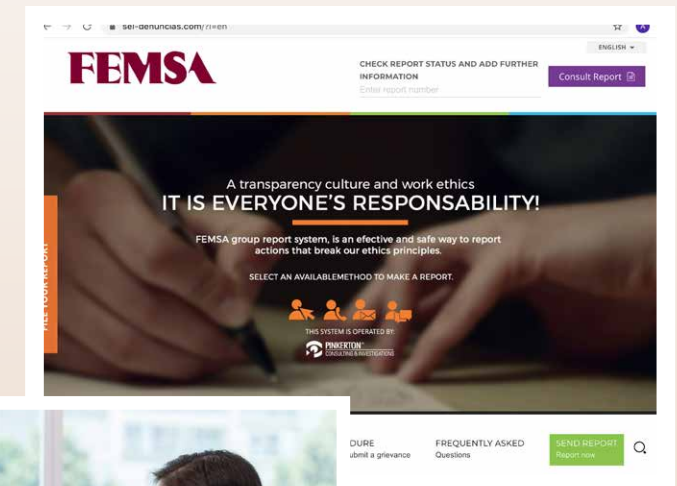 sei-denuncias.com/?l=en
ENGLISH
FEMSA
CHECK REPORT STATUS AND ADD FURTHER
INFORMATION
Enter report number
Consult Report
A transparency culture and work ethics
IT IS EVERYONE'S RESPONSABILITY!
FEMSA group report system, is an efective and safe way to report
actions that break our ethics principles.
SELECT AN AVAILABLEMETHOD TO MAKE A REPORT.
THIS SYSTEM IS OPERATED BY:
PINKERTON
CONSULTING & INVESTIGATIONS
FILE YOUR REPORT
DURE
ubmit a grievance
FREQUENTLY ASKED
Questions
SEND REPORT
Report now